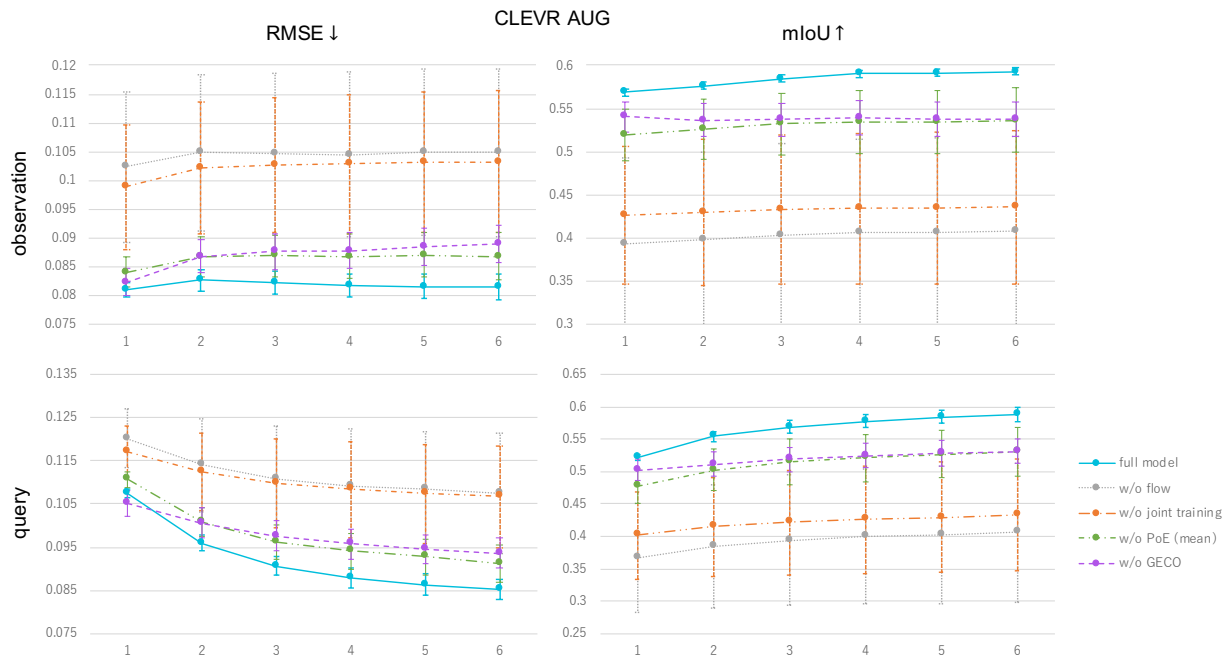 CLEVR AUG
RMSE↓
mIoU↑
observation
0.12
0.115
0.11
0.105
0.1
0.095
0.09
0.085
0.08
0.075
1 2 3 4 5 6
0.6
0.55
0.5
0.45
0.4
0.35
0.3
1 2 3 4 5 6
query
0.135
0.125
0.115
0.105
0.095
0.085
0.075
1 2 3 4 5 6
0.65
0.6
0.55
0.5
0.45
0.4
0.35
0.3
0.25
1 2 3 4 5 6
full model
w/o flow
w/o joint training
w/o PoE (mean)
w/o GECO